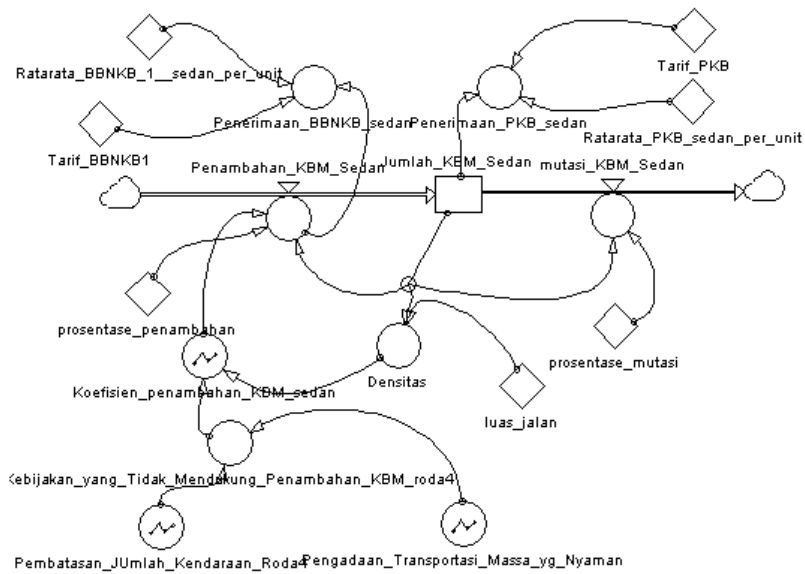 Ratarata_BBNKB_1__sedan_per_unit
Tarif_PKB
Penerimaan_BBNKB_sedan
Penerimaan_PKB_sedan
Ratarata_PKB_sedan_per_unit
Tarif_BBNKB1
Penambahan_KBM_Sedan
Jumlah_KBM_Sedan
mutasi_KBM_Sedan
prosentase_penambahan
prosentase_mutasi
Densitas
Koefisien_penambahan_KBM_sedan
luas_jalan
Kebijakan_yang_Tidak_Mendukung_Penambahan_KBM_roda4
Pembatasan_JUmlah_Kendaraan_Roda4
Pengadaan_Transportasi_Massa_yg_Nyaman